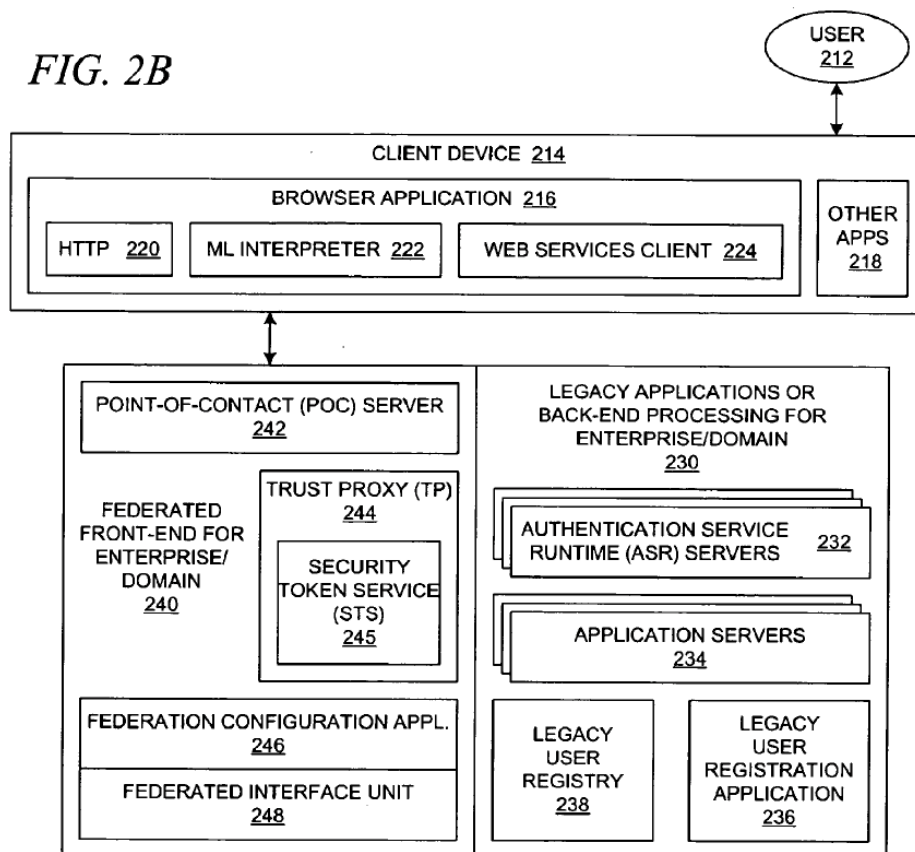 FIG. 2B
USER
212
CLIENT DEVICE 214
BROWSER APPLICATION 216
HTTP 220
ML INTERPRETER 222
WEB SERVICES CLIENT 224
OTHER
APPS
218
POINT-OF-CONTACT (POC) SERVER
242
FEDERATED
FRONT-END FOR
ENTERPRISE/
DOMAIN
240
TRUST PROXY (TP)
244
SECURITY
TOKEN SERVICE
(STS)
245
FEDERATION CONFIGURATION APPL.
246
FEDERATED INTERFACE UNIT
248
LEGACY APPLICATIONS OR
BACK-END PROCESSING FOR
ENTERPRISE/DOMAIN
230
AUTHENTICATION SERVICE
RUNTIME (ASR) SERVERS
232
APPLICATION SERVERS
234
LEGACY
USER
REGISTRY
238
LEGACY
USER
REGISTRATION
APPLICATION
236